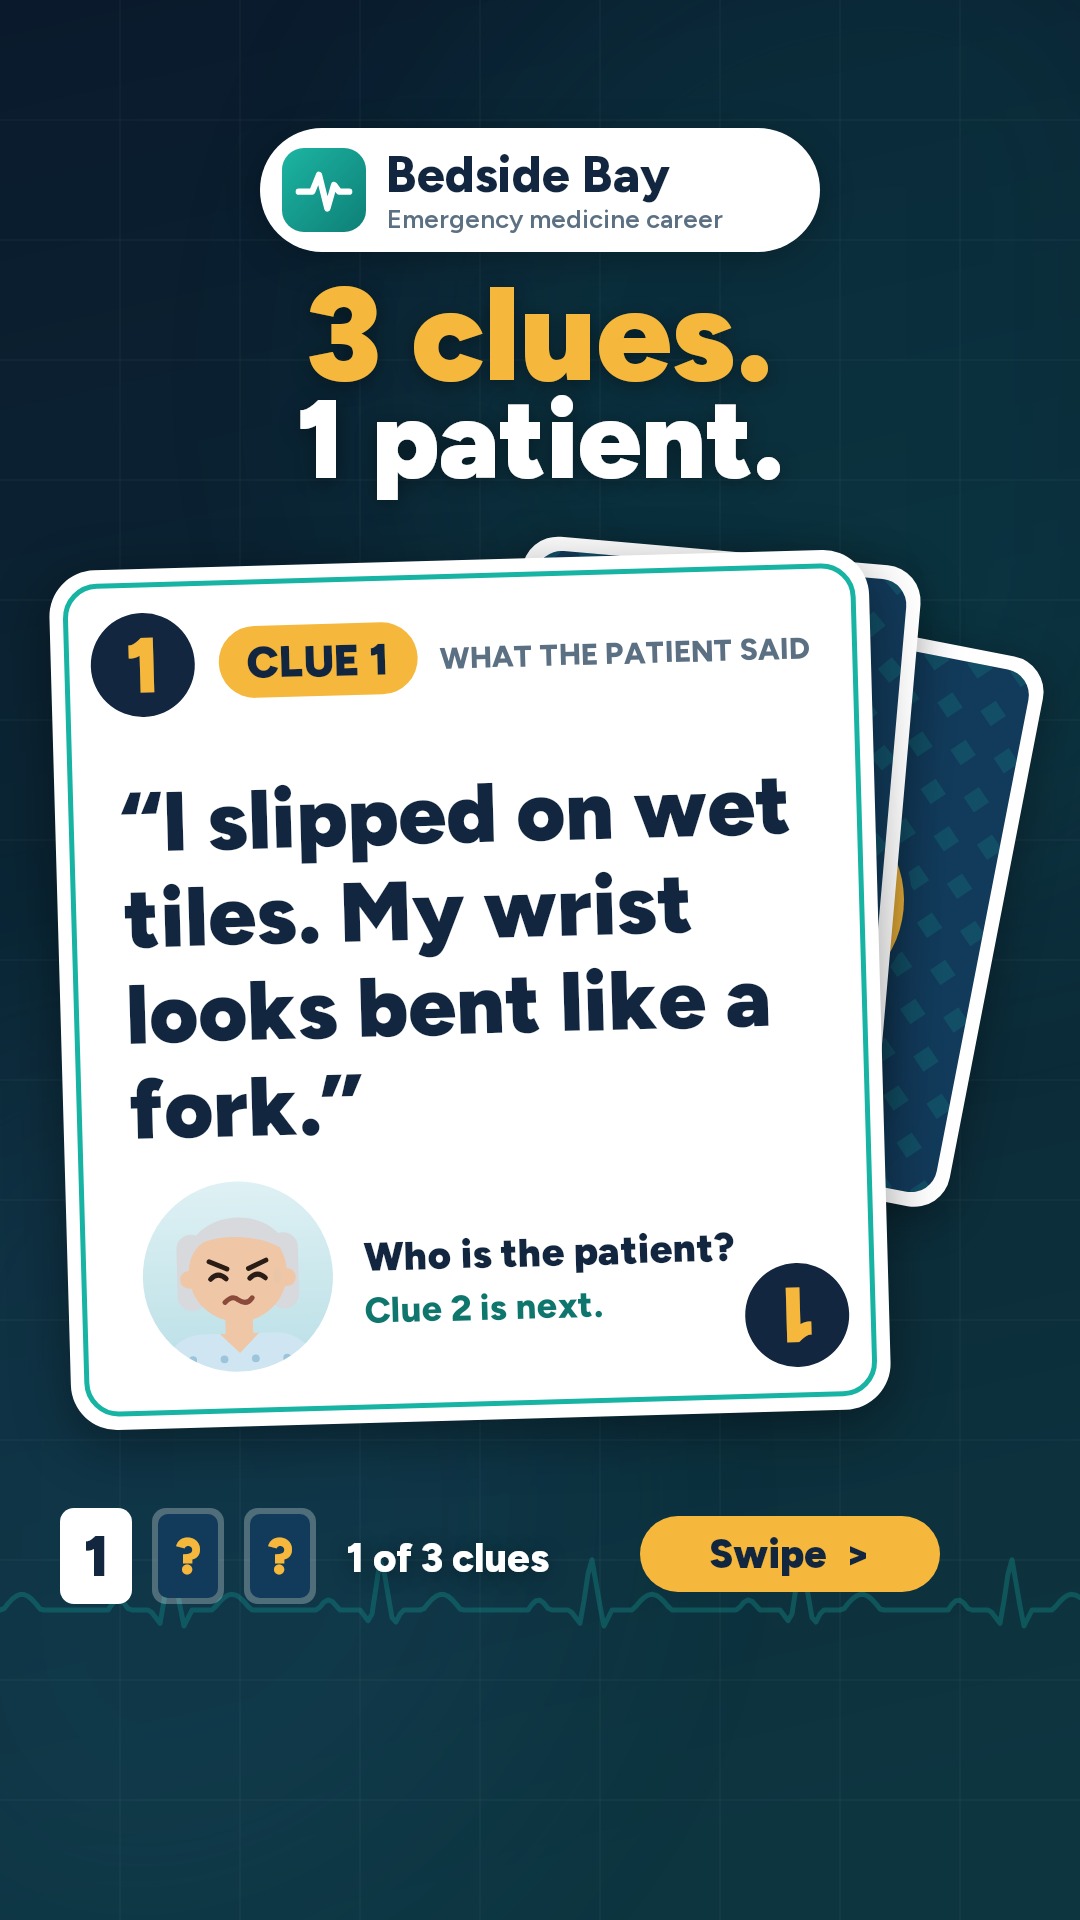 Bedside Bay
Emergency medicine career
3 clues.
1 patient.
1 CLUE 1 WHAT THE PATIENT SAID
“I slipped on wet
tiles. My wrist
looks bent like a
fork.”
Who is the patient?
Clue 2 is next.
1
1 ? ? 1 of 3 clues Swipe >